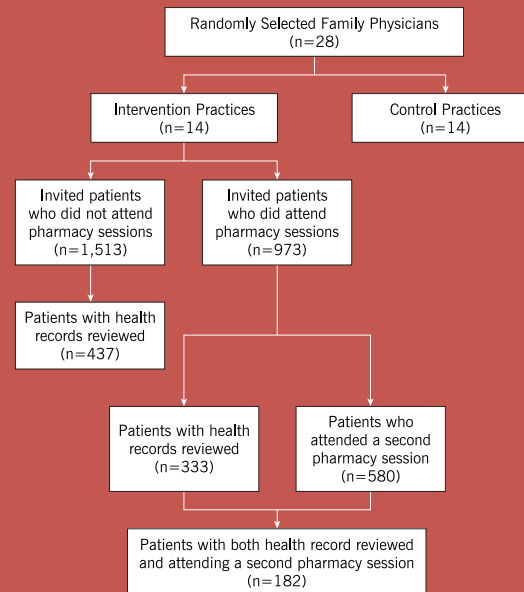 Randomly Selected Family Physicians
(n=28)
Intervention Practices
(n=14)
Control Practices
(n=14)
Invited patients
who did not attend
pharmacy sessions
(n=1,513)
Invited patients
who did attend
pharmacy sessions
(n=973)
Patients with health
records reviewed
(n=437)
Patients with health
records reviewed
(n=333)
Patients who
attended a second
pharmacy session
(n=580)
Patients with both health record reviewed
and attending a second pharmacy session
(n=182)